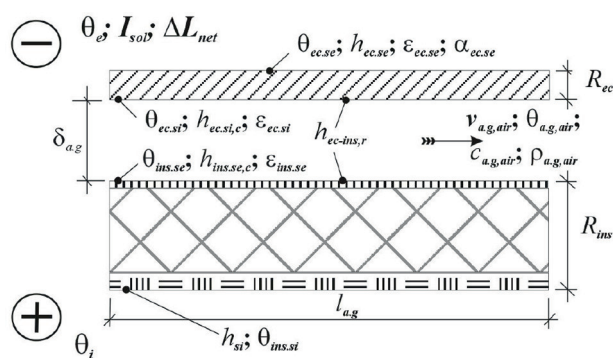 θe; Isol; ΔLnet
θec.se; hec.se; εec.se; αec.se
Rec
θec.si; hec.si,c; εec.si
hec-ins,r
va.g,air; θa.g,air;
ca.g,air; ρa.g,air
δa.g
θins.se; hins.se,c; εins.se
Rins
la.g
hsi; θins.si
θi